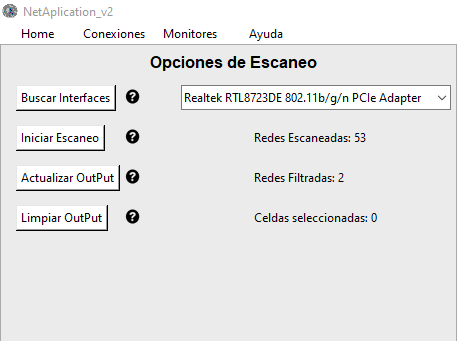 NetAplication_v2
Home Conexiones Monitores Ayuda
Opciones de Escaneo
Buscar Interfaces ? Realtek RTL8723DE 802.11b/g/n PCIe Adapter
Iniciar Escaneo ? Redes Escaneadas: 53
Actualizar OutPut ? Redes Filtradas: 2
Limpiar OutPut ? Celdas seleccionadas: 0